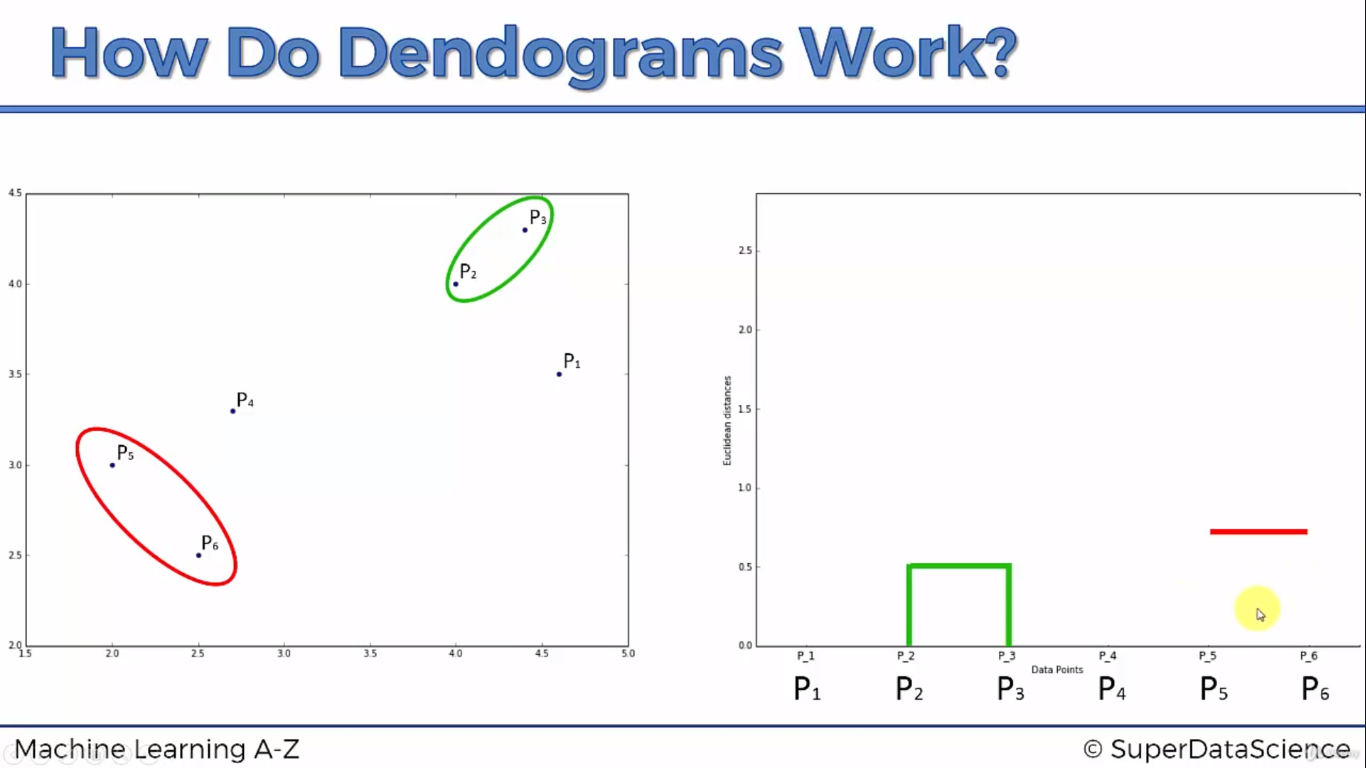 How Do Dendograms Work?
4.5
4.0
3.5
3.0
2.5
2.0
1.5 2.0 2.5 3.0 3.5 4.0 4.5 5.0
P3
P2
P1
P4
P5
P6
2.5
2.0
1.5
1.0
0.5
0.0
Euclidean distances
P_1 P_2 P_3 P_4 P_5 P_6
Data Points
P1 P2 P3 P4 P5 P6
Machine Learning A-Z
© SuperDataScience